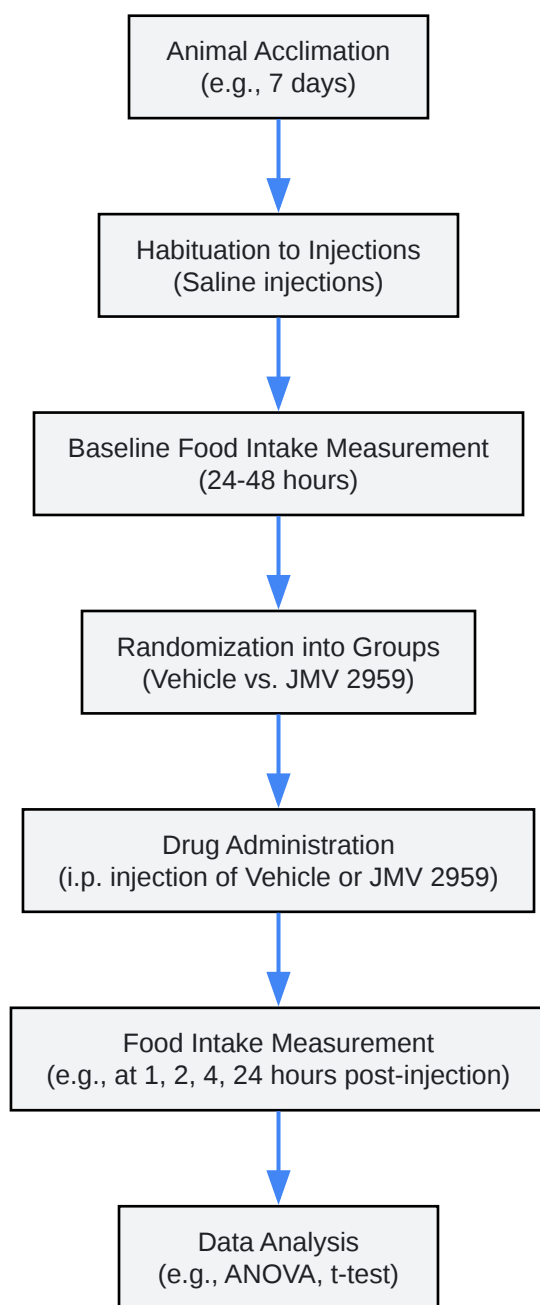 Animal Acclimation
(e.g., 7 days)
Habituation to Injections
(Saline injections)
Baseline Food Intake Measurement
(24-48 hours)
Randomization into Groups
(Vehicle vs. JMV 2959)
Drug Administration
(i.p. injection of Vehicle or JMV 2959)
Food Intake Measurement
(e.g., at 1, 2, 4, 24 hours post-injection)
Data Analysis
(e.g., ANOVA, t-test)